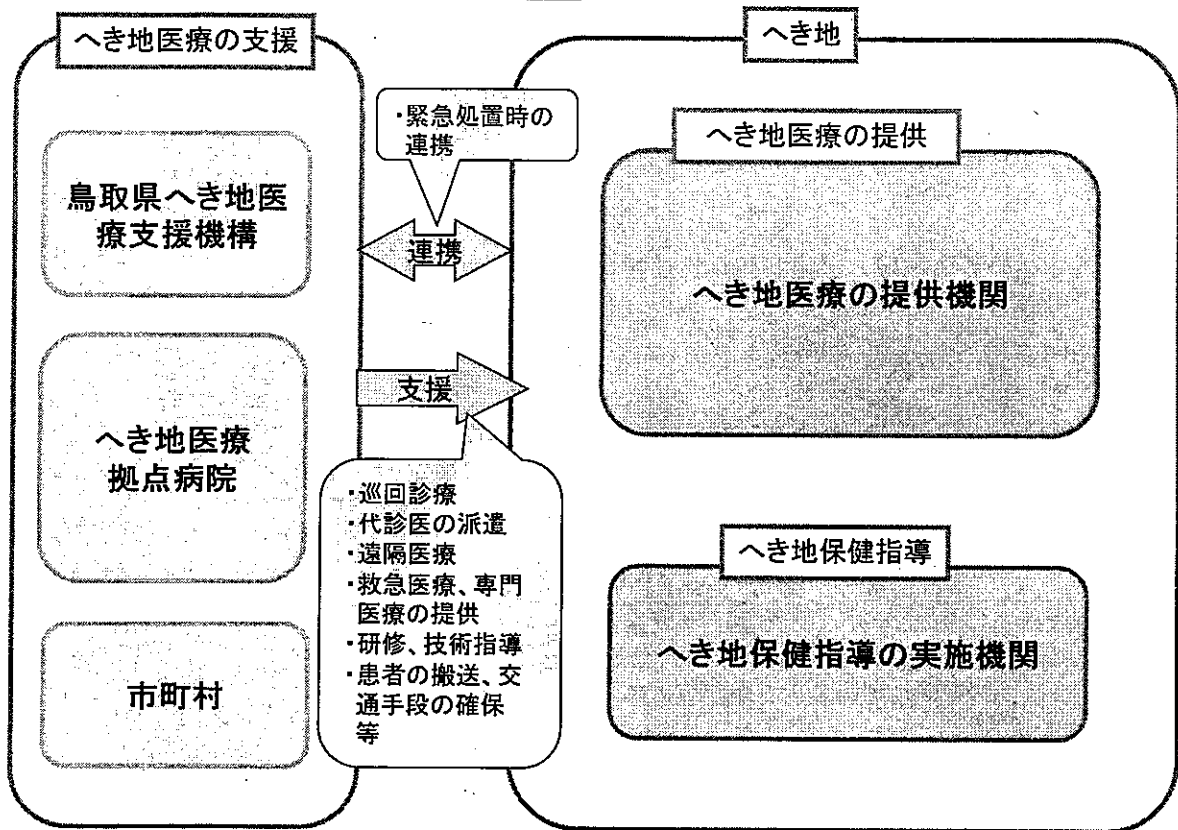 へき地医療の支援
鳥取県へき地医
療支援機構
へき地医療
拠点病院
市町村
・緊急処置時の
連携
連携
支援
・巡回診療
・代診医の派遣
・遠隔医療
・救急医療、専門
医療の提供
・研修、技術指導
・患者の搬送、交
通手段の確保
等
へき地
へき地医療の提供
へき地医療の提供機関
へき地保健指導
へき地保健指導の実施機関